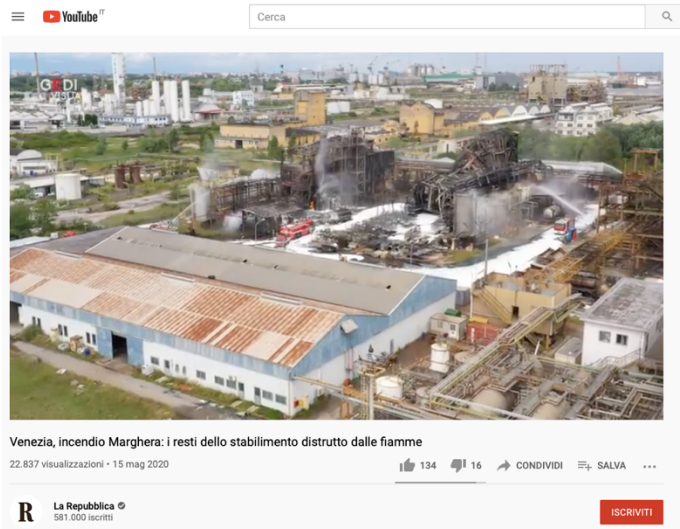 YouTube IT
Cerca
GEDI
VISUAL
Venezia, incendio Marghera: i resti dello stabilimento distrutto dalle fiamme
22.837 visualizzazioni • 15 mag 2020
134 16 CONDIVIDI SALVA
R La Repubblica
581.000 iscritti
ISCRIVITI